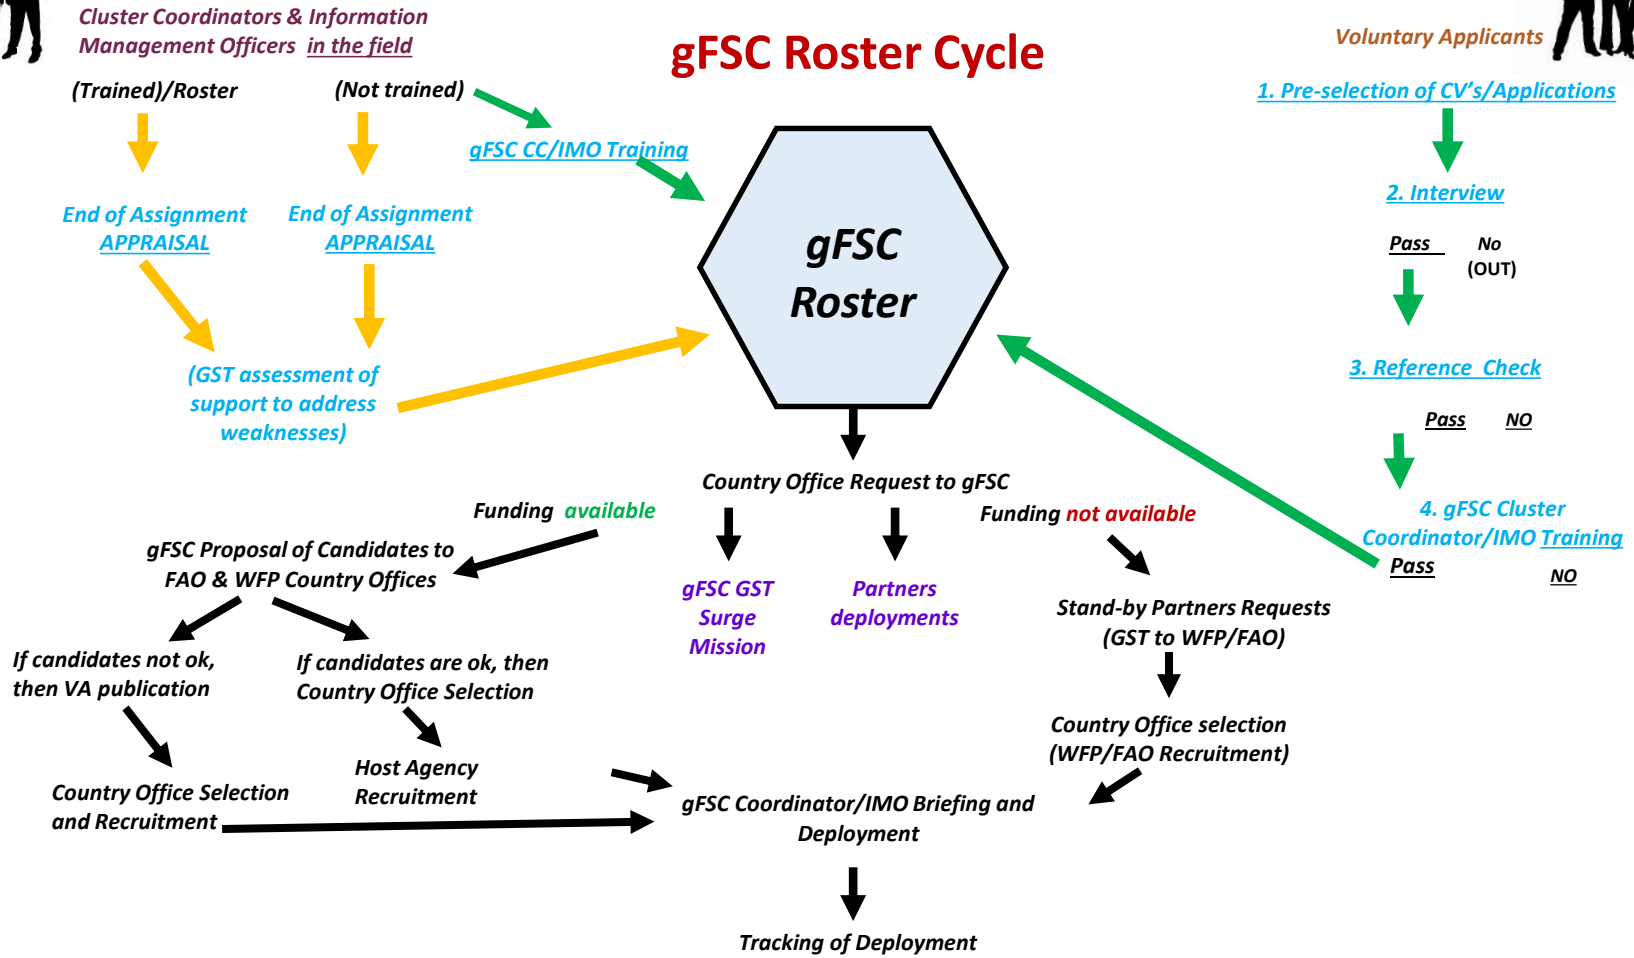 Cluster Coordinators & Information
Management Officers in the field
gFSC Roster Cycle
Voluntary Applicants
(Trained)/Roster
(Not trained)
gFSC CC/IMO Training
1. Pre-selection of CV's/Applications
2. Interview
Pass No
(OUT)
3. Reference Check
Pass NO
4. gFSC Cluster
Coordinator/IMO Training
Pass NO
End of Assignment
APPRAISAL
End of Assignment
APPRAISAL
(GST assessment of
support to address
weaknesses)
gFSC
Roster
Country Office Request to gFSC
Funding available
Funding not available
gFSC Proposal of Candidates to
FAO & WFP Country Offices
gFSC GST
Surge
Mission
Partners
deployments
Stand-by Partners Requests
(GST to WFP/FAO)
If candidates not ok,
then VA publication
If candidates are ok, then
Country Office Selection
Country Office selection
(WFP/FAO Recruitment)
Host Agency
Recruitment
Country Office Selection
and Recruitment
gFSC Coordinator/IMO Briefing and
Deployment
Tracking of Deployment